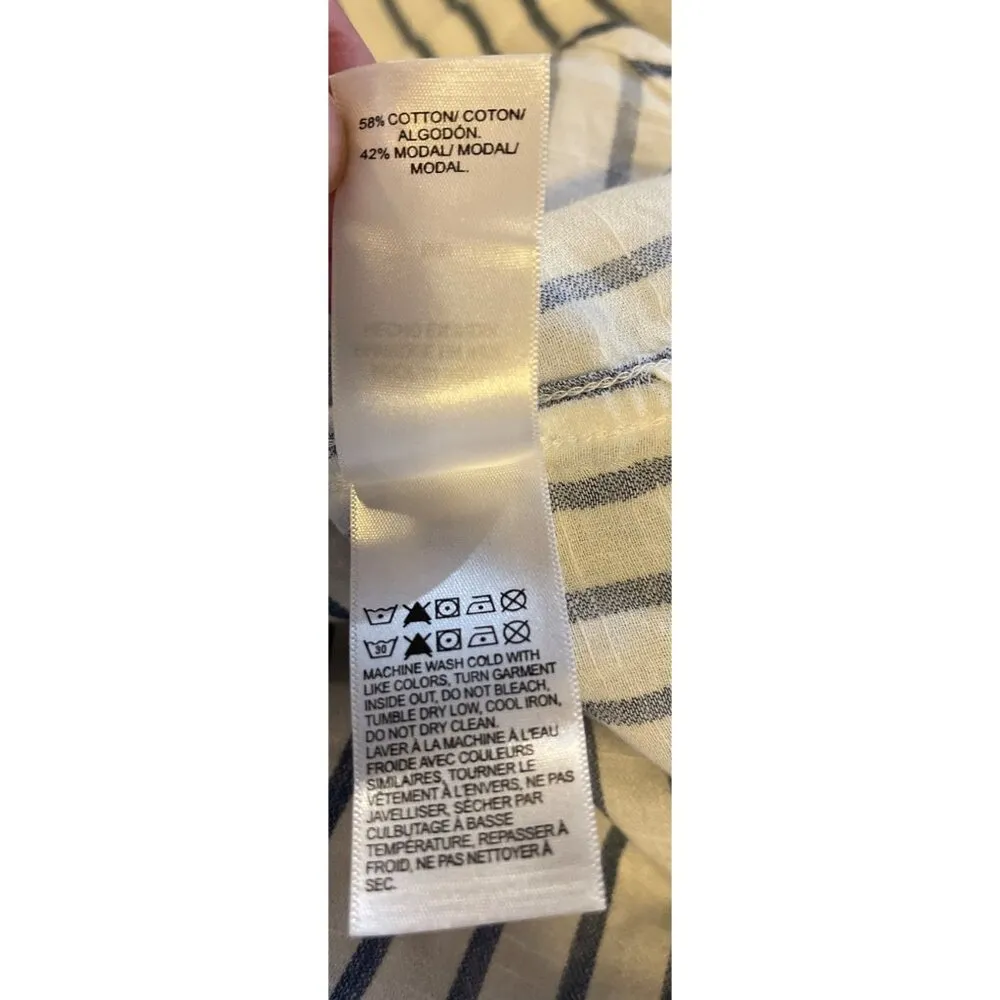 58% COTTON/ COTON/
ALGODÓN.
42% MODAL/ MODAL/
MODAL.
30
MACHINE WASH COLD WITH
LIKE COLORS, TURN GARMENT
INSIDE OUT, DO NOT BLEACH,
TUMBLE DRY LOW, COOL IRON,
DO NOT DRY CLEAN.
LAVER À LA MACHINE À L'EAU
FROIDE AVEC COULEURS
SIMILAIRES, TOURNER LE
VÊTEMENT À L'ENVERS, NE PAS
JAVELLISER, SÉCHER PAR
CULBUTAGE À BASSE
TEMPÉRATURE, REPASSER À
FROID, NE PAS NETTOYER À
SEC.